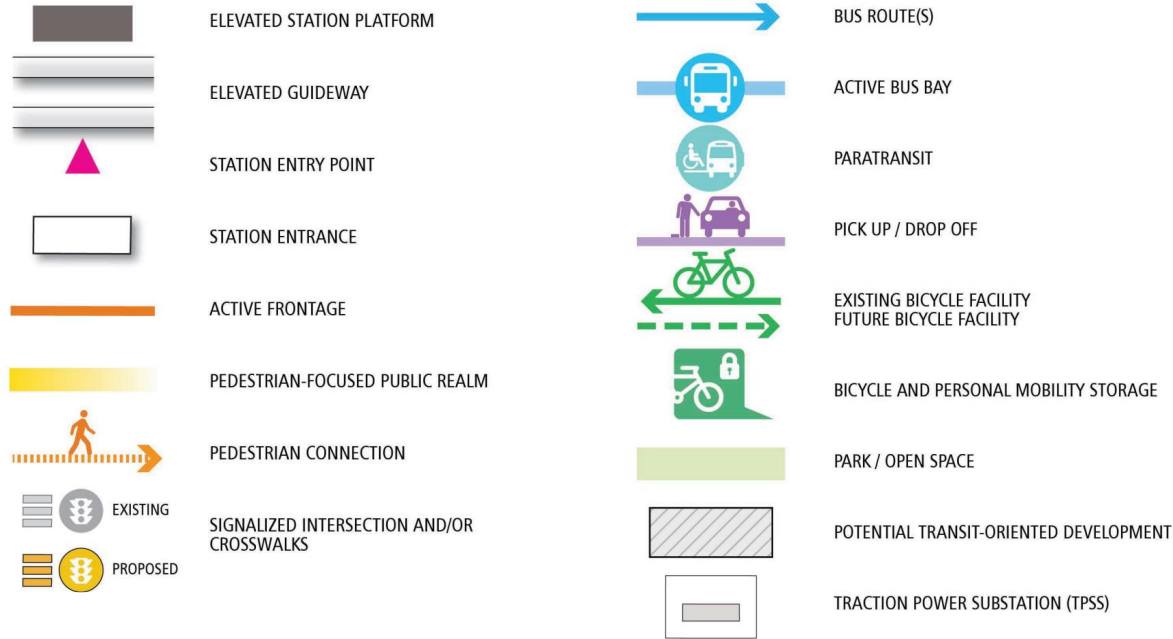 ELEVATED STATION PLATFORM
ELEVATED GUIDEWAY
STATION ENTRY POINT
STATION ENTRANCE
ACTIVE FRONTAGE
PEDESTRIAN-FOCUSED PUBLIC REALM
PEDESTRIAN CONNECTION
EXISTING
PROPOSED
SIGNALIZED INTERSECTION AND/OR
CROSSWALKS
BUS ROUTE(S)
ACTIVE BUS BAY
PARATRANSIT
PICK UP / DROP OFF
EXISTING BICYCLE FACILITY
FUTURE BICYCLE FACILITY
BICYCLE AND PERSONAL MOBILITY STORAGE
PARK / OPEN SPACE
POTENTIAL TRANSIT-ORIENTED DEVELOPMENT
TRACTION POWER SUBSTATION (TPSS)